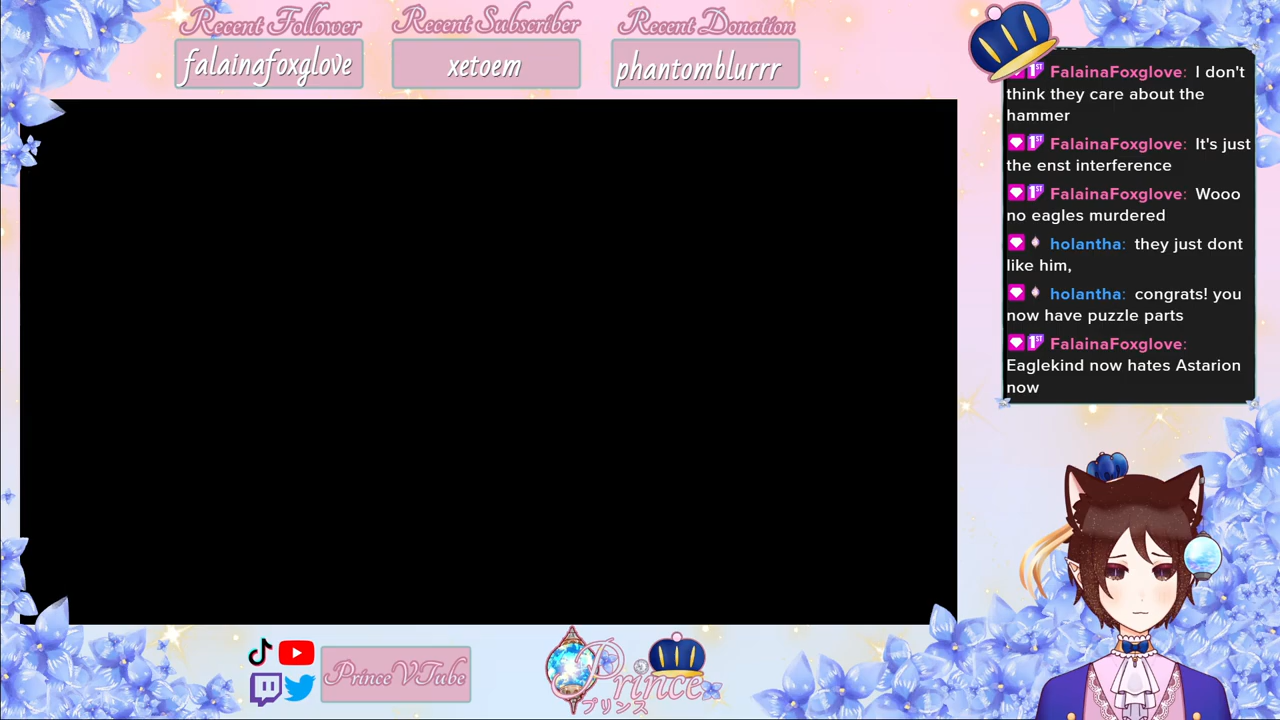 Recent Follower
Recent Subscriber
Recent Donation
falainafoxglove
xetoem
phantomblurrr
FalainaFoxglove: I don't
think they care about the
hammer
FalainaFoxglove: It's just
the enst interference
FalainaFoxglove: Wooo
no eagles murdered
holantha: they just dont
like him,
holantha: congrats! you
now have puzzle parts
FalainaFoxglove:
Eaglekind now hates Astarion
now
Prince VTube
Prince
プリンス